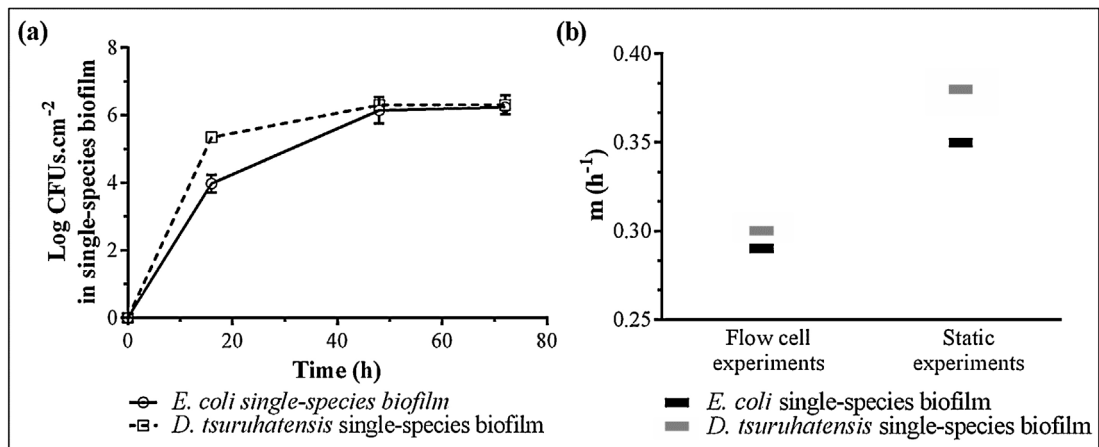 (a)
Log CFUs.cm⁻²
in single-species biofilm
8
6
4
2
0
0 20 40 60 80
Time (h)
E. coli single-species biofilm
D. tsuruhatensis single-species biofilm
(b)
m (h⁻¹)
0.40
0.35
0.30
0.25
Flow cell
experiments
Static
experiments
E. coli single-species biofilm
D. tsuruhatensis single-species biofilm